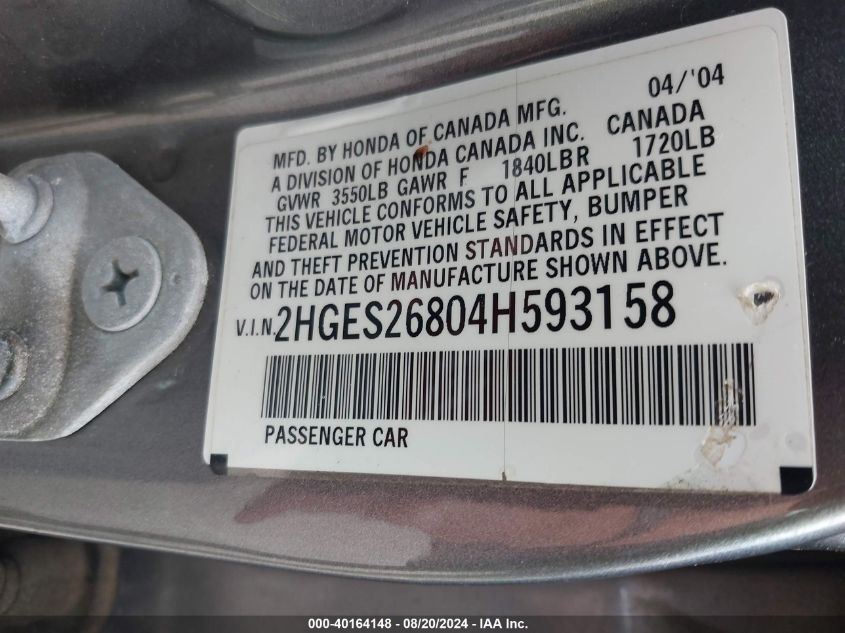 04/'04
MFD. BY HONDA OF CANADA MFG.
A DIVISION OF HONDA CANADA INC. CANADA
GVWR 3550LB GAWR F 1840LBR 1720LB
THIS VEHICLE CONFORMS TO ALL APPLICABLE
FEDERAL MOTOR VEHICLE SAFETY, BUMPER
AND THEFT PREVENTION STANDARDS IN EFFECT
ON THE DATE OF MANUFACTURE SHOWN ABOVE.
V.I.N. 2HGES26804H593158
PASSENGER CAR
000-40164148 - 08/20/2024 - IAA Inc.